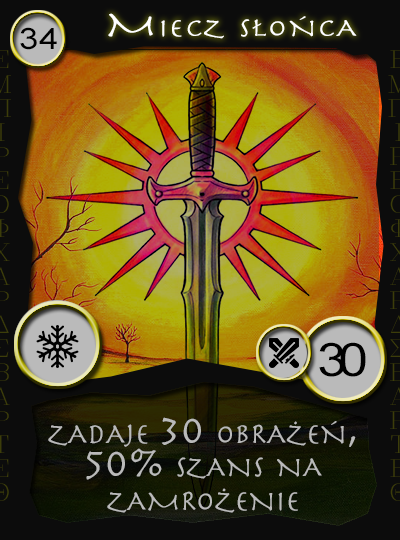 34
Miecz słońca
30
zadaje 30 obrażeń,
50% szans na
zamrożenie